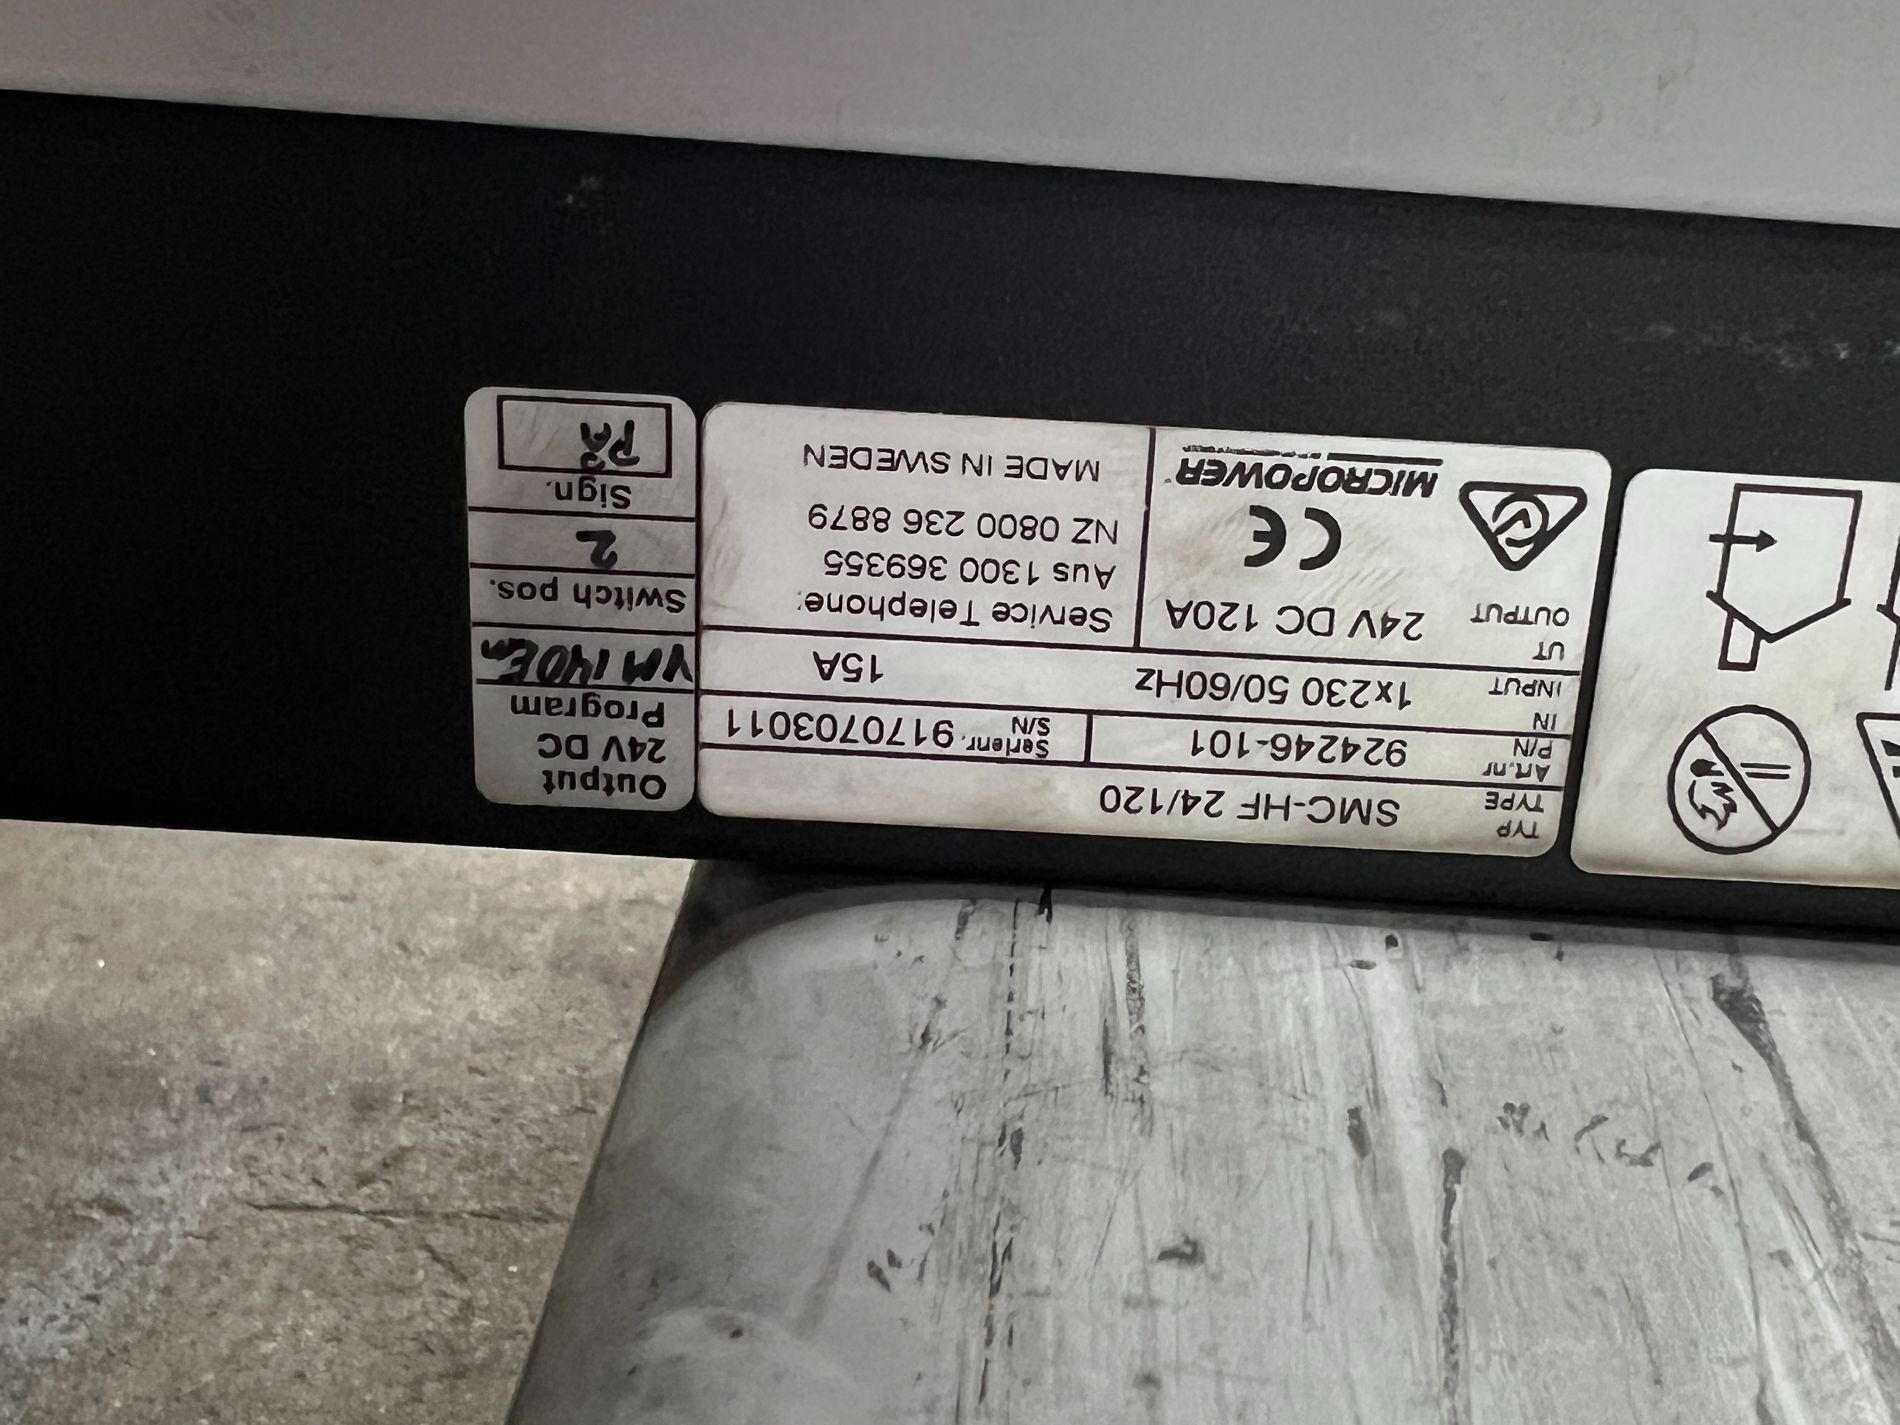 TYP
TYPE
SMC-HF 24/120
Art.nr
P/N
924246-101
Serienr.
S/N
9170703011
IN
INPUT
1x230 50/60Hz
15A
UT
OUTPUT
24V DC 120A
CE
MICROPOWER
Service Telephone:
Aus 1300 369355
NZ 0800 236 8879
MADE IN SWEDEN
Output
24V DC
Program
Switch pos.
2
Sign.
PÅ